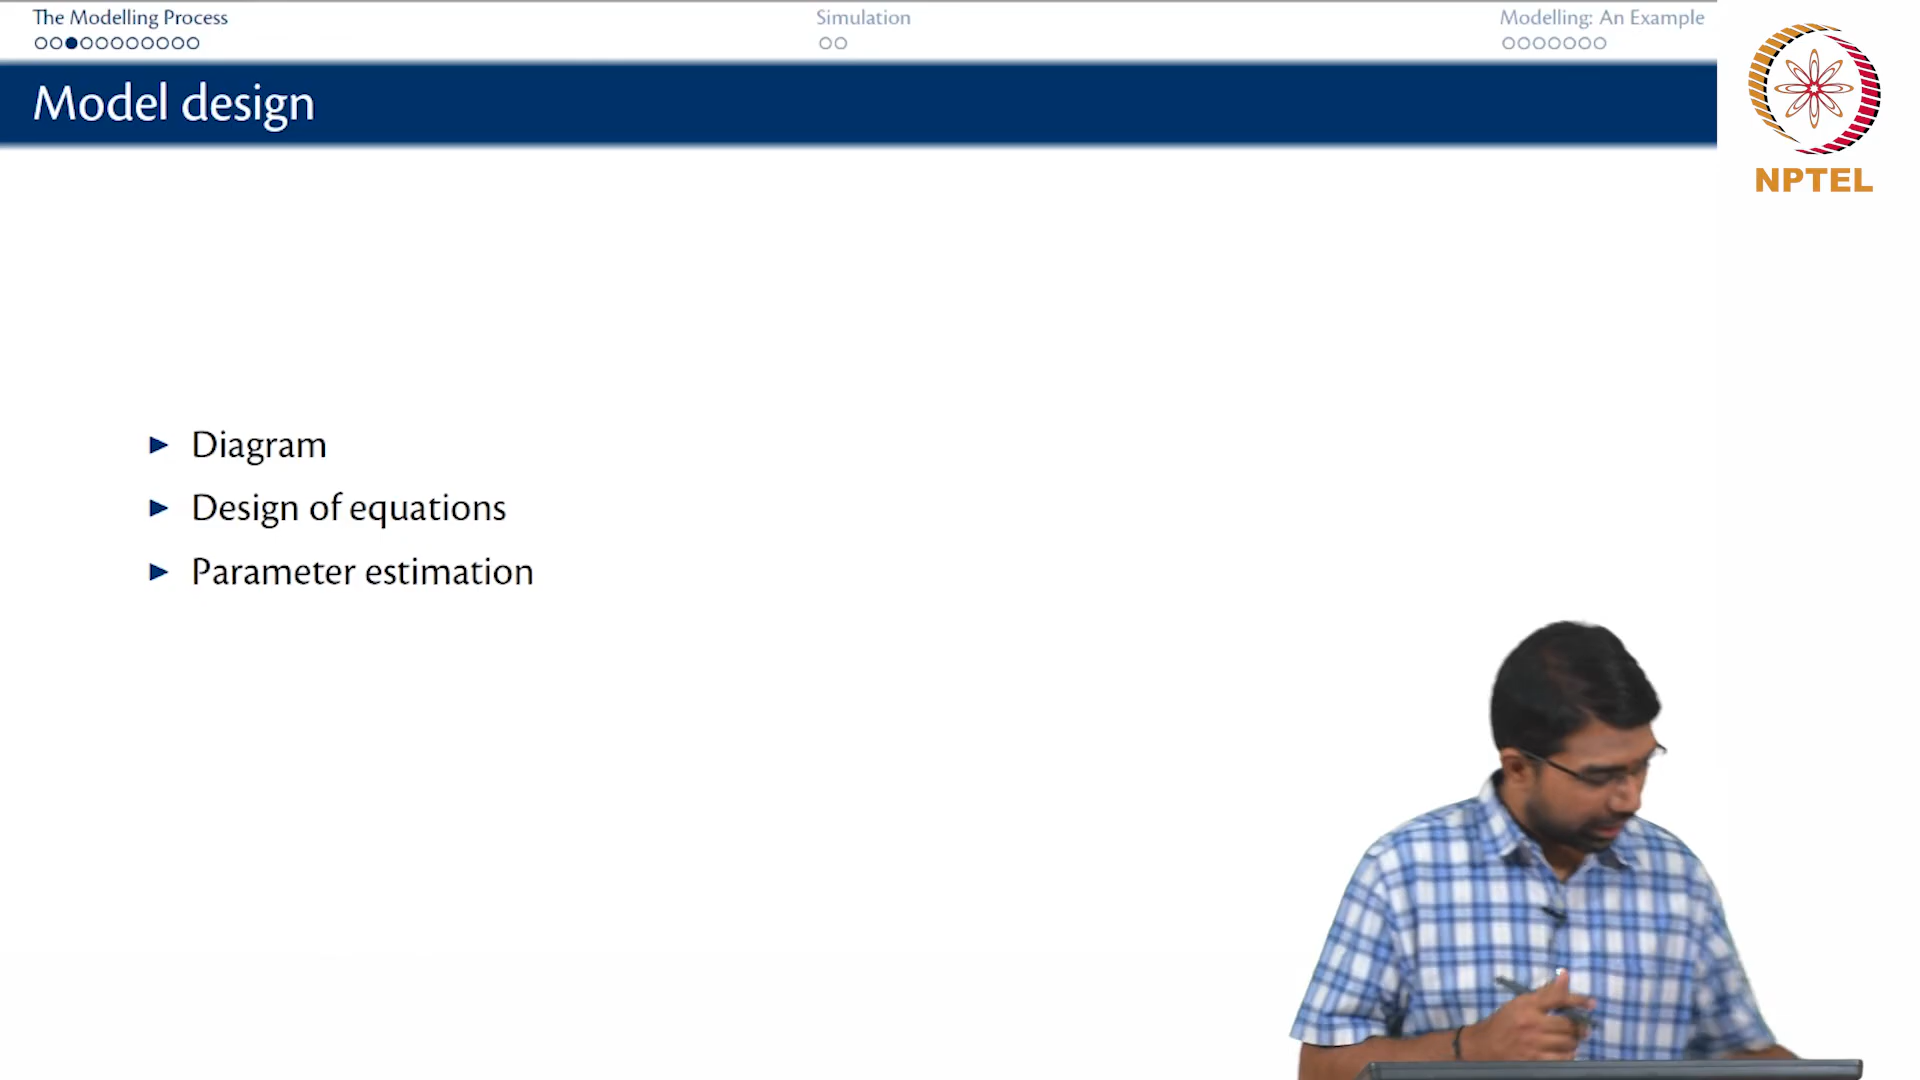 The Modelling Process
Simulation
Modelling: An Example
Model design
NPTEL
Diagram
Design of equations
Parameter estimation